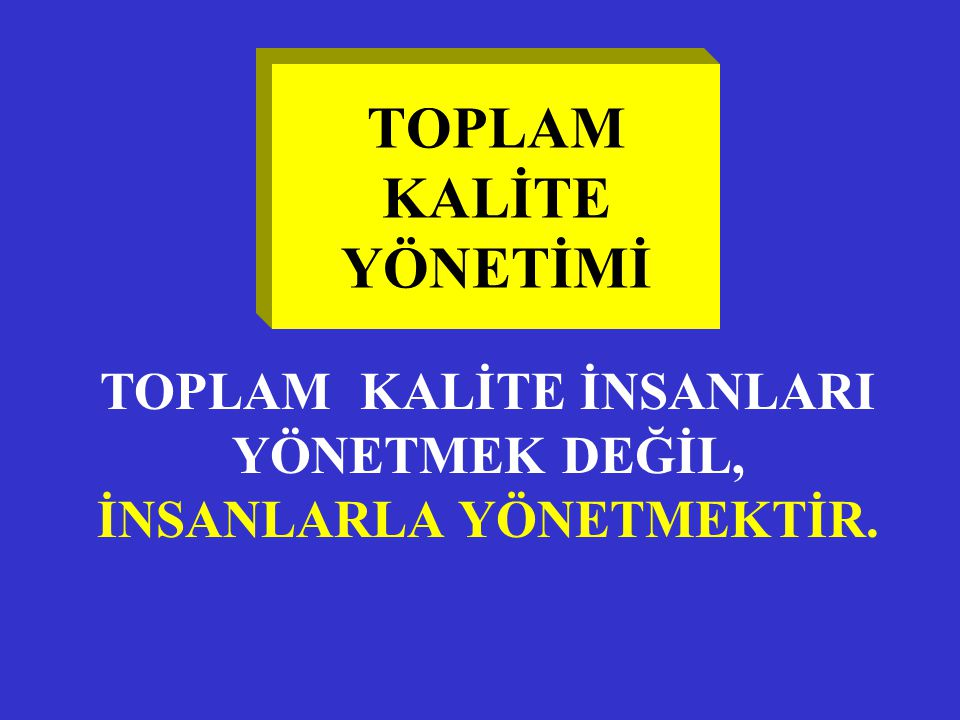 TOPLAM
KALİTE
YÖNETİMİ
TOPLAM KALİTE İNSANLARI
YÖNETMEK DEĞİL,
İNSANLARLA YÖNETMEKTİR.